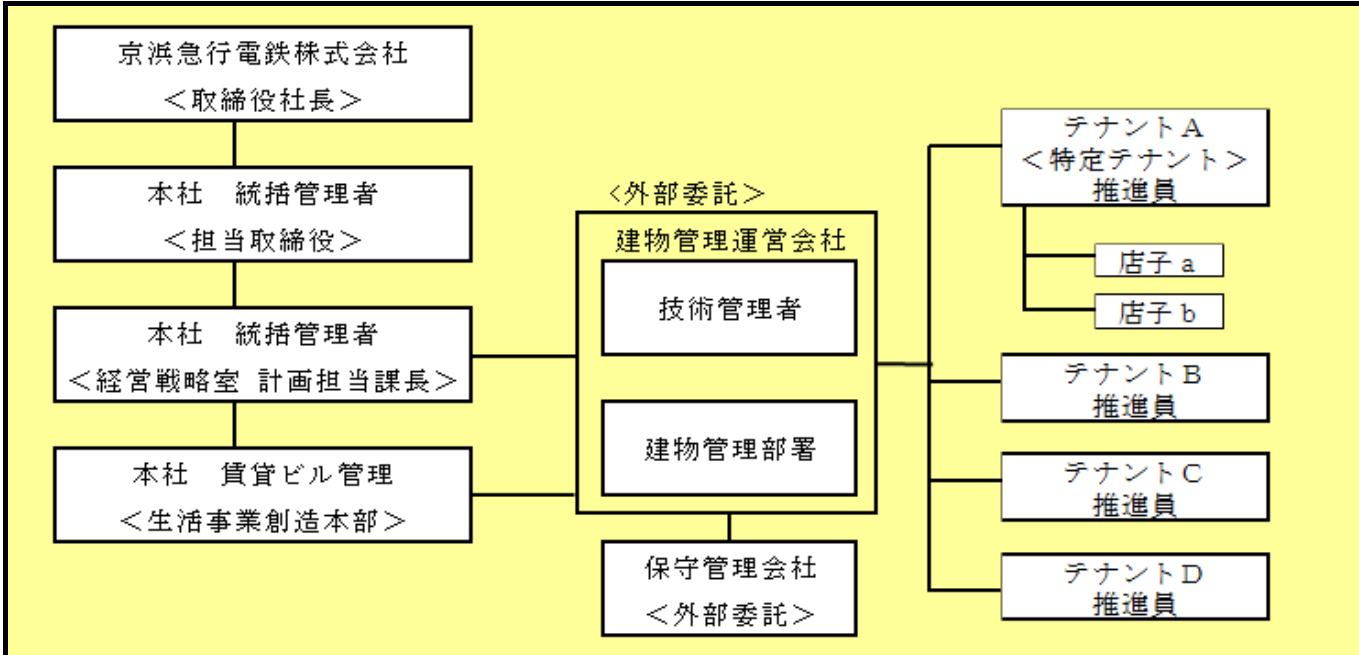 京浜急行電鉄株式会社
＜取締役社長＞
本社　統括管理者
＜担当取締役＞
本社　統括管理者
＜経営戦略室 計画担当課長＞
本社　賃貸ビル管理
＜生活事業創造本部＞
＜外部委託＞
建物管理運営会社
技術管理者
建物管理部署
保守管理会社
＜外部委託＞
テナントＡ
＜特定テナント＞
推進員
店子ａ
店子ｂ
テナントＢ
推進員
テナントＣ
推進員
テナントＤ
推進員